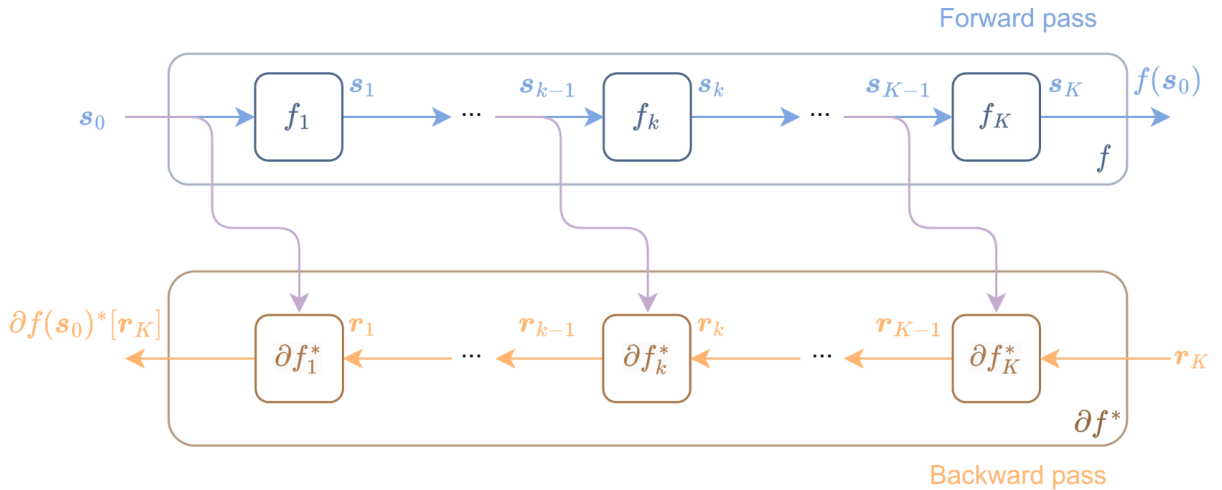 Forward pass
s_0 f_1 s_1 ... s_{k-1} f_k s_k ... s_{K-1} f_K s_K f(s_0)
f
∂f(s_0)*[r_K] ∂f_1^* r_1 ... r_{k-1} ∂f_k^* r_k ... r_{K-1} ∂f_K^* r_K
∂f*
Backward pass